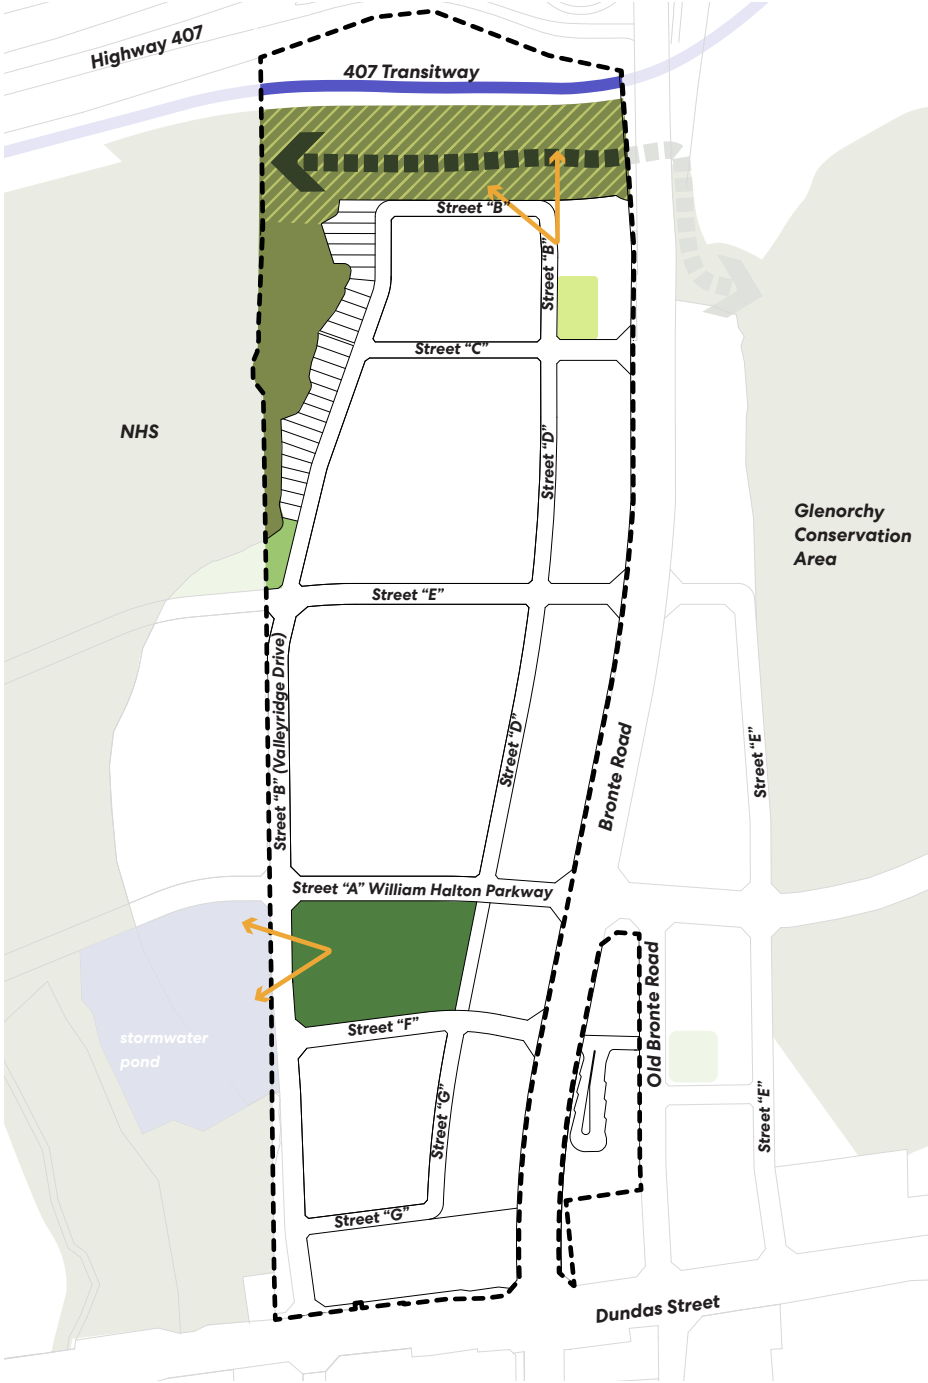 Highway 407
407 Transitway
Street “B”
Street “B”
Street “C”
NHS
Street “D”
Glenorchy
Conservation
Area
Street “E”
Street “B” (Valleyridge Drive)
Street “D”
Bronte Road
Street “E”
Street “A” William Halton Parkway
Old Bronte Road
Street “F”
stormwater
pond
Street “G”
Street “E”
Street “G”
Dundas Street